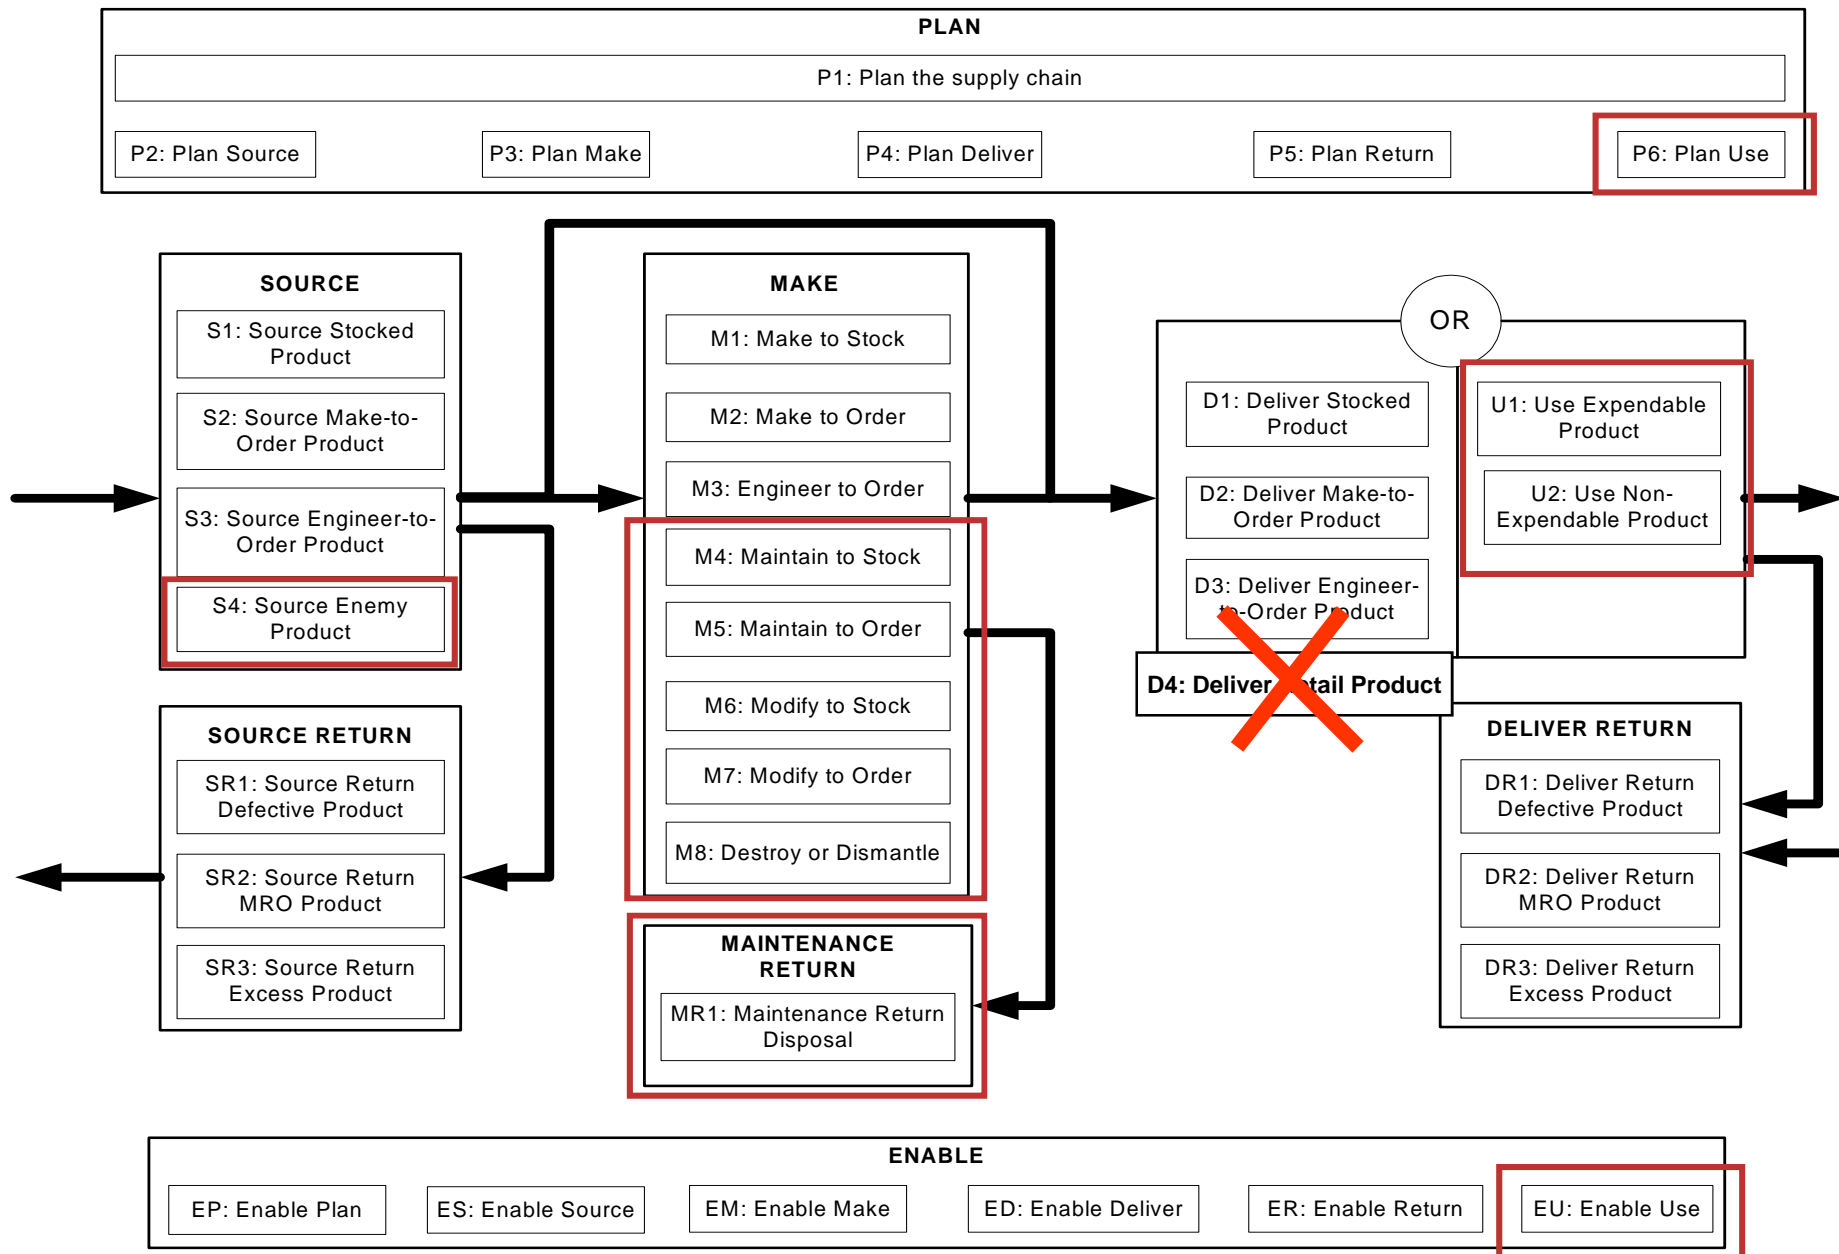 PLAN
P1: Plan the supply chain
P2: Plan Source
P3: Plan Make
P4: Plan Deliver
P5: Plan Return
P6: Plan Use
SOURCE
S1: Source Stocked
Product
S2: Source Make-to-
Order Product
S3: Source Engineer-to-
Order Product
S4: Source Enemy
Product
MAKE
M1: Make to Stock
M2: Make to Order
M3: Engineer to Order
M4: Maintain to Stock
M5: Maintain to Order
M6: Modify to Stock
M7: Modify to Order
M8: Destroy or Dismantle
OR
D1: Deliver Stocked
Product
D2: Deliver Make-to-
Order Product
D3: Deliver Engineer-
to-Order Product
D4: Deliver Retail Product
U1: Use Expendable
Product
U2: Use Non-
Expendable Product
SOURCE RETURN
SR1: Source Return
Defective Product
SR2: Source Return
MRO Product
SR3: Source Return
Excess Product
MAINTENANCE
RETURN
MR1: Maintenance Return
Disposal
DELIVER RETURN
DR1: Deliver Return
Defective Product
DR2: Deliver Return
MRO Product
DR3: Deliver Return
Excess Product
ENABLE
EP: Enable Plan
ES: Enable Source
EM: Enable Make
ED: Enable Deliver
ER: Enable Return
EU: Enable Use